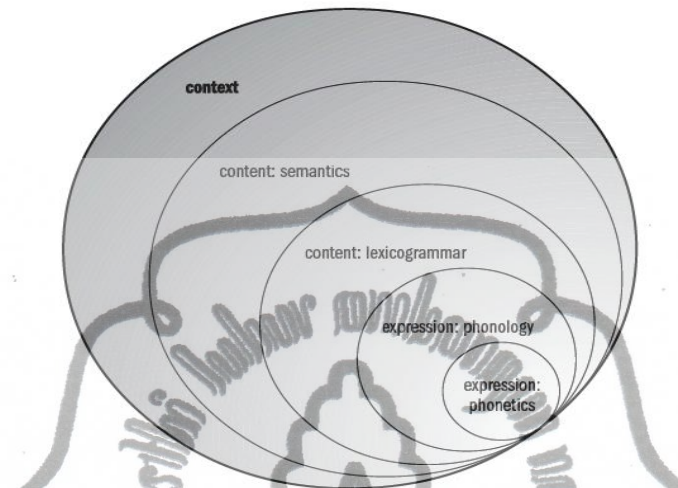 context
content: semantics
content: lexicogrammar
expression: phonology
expression:
phonetics